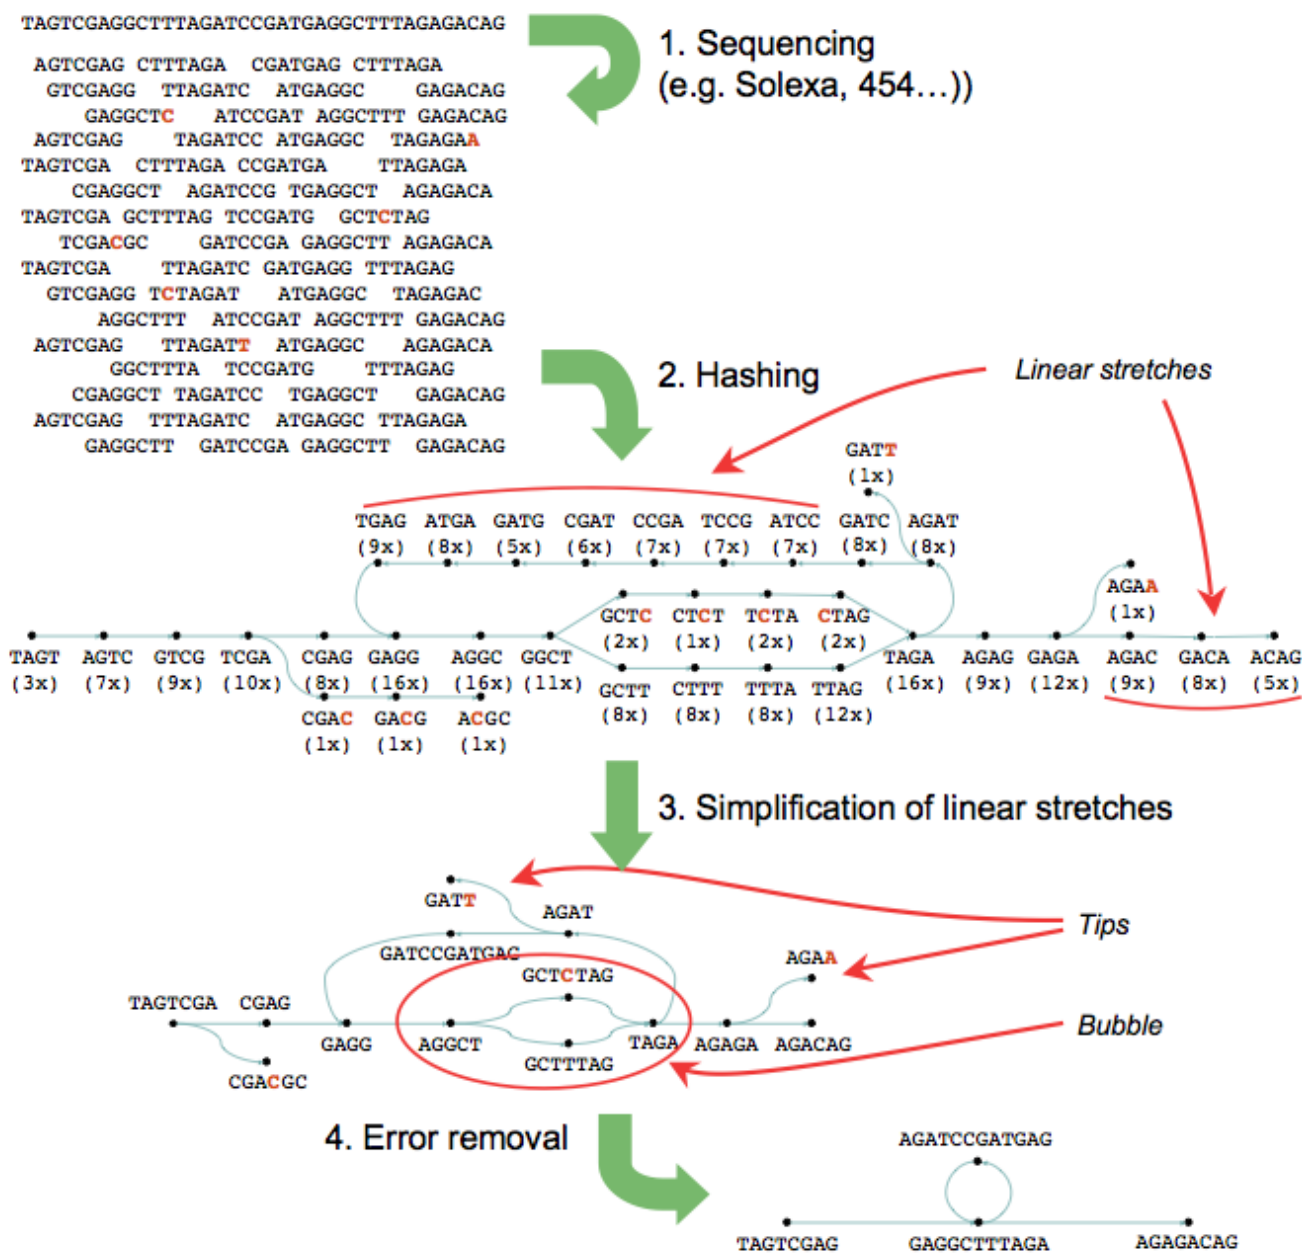 TAGTCGAGGCTTTAGATCCGATGAGGCTTTAGAGACAG
1. Sequencing
(e.g. Solexa, 454…))
AGTCGAG CTTTAGA CGATGAG CTTTAGA
GTCGAGG TTAGATC ATGAGGC GAGACAG
GAGGCTC ATCCGAT AGGCTTT GAGACAG
AGTCGAG TAGATCC ATGAGGC TAGAGAA
TAGTCGA CTTTAGA CCGATGA TTAGAGA
CGAGGCT AGATCCG TGAGGCT AGAGACA
TAGTCGA GCTTTAG TCCGATG GCTCTAG
TCGACGC GATCCGA GAGGCTT AGAGACA
TAGTCGA TTAGATC GATGAGG TTTAGAG
GTCGAGG TCTAGAT ATGAGGC TAGAGAC
AGGCTTT ATCCGAT AGGCTTT GAGACAG
AGTCGAG TTAGATT ATGAGGC AGAGACA
GGCTTTA TCCGATG TTTAGAG
CGAGGCT TAGATCC TGAGGCT GAGACAG
AGTCGAG TTTAGATC ATGAGGC TTAGAGA
GAGGCTT GATCCGA GAGGCTT GAGACAG
2. Hashing
Linear stretches
GATT
(1x)
TGAG ATGA GATG CGAT CCGA TCCG ATCC GATC AGAT
(9x) (8x) (5x) (6x) (7x) (7x) (7x) (8x) (8x)
AGAA
(1x)
GCTC CTCT TCTA CTAG
(2x) (1x) (2x) (2x)
TAGT AGTC GTCG TCGA CGAG GAGG AGGC GGCT TAGA AGAG GAGA AGAC GACA ACAG
(3x) (7x) (9x) (10x) (8x) (16x) (16x) (11x) (16x) (9x) (12x) (9x) (8x) (5x)
GCTT CTTT TTTA TTAG
(8x) (8x) (8x) (12x)
CGAC GACG ACGC
(1x) (1x) (1x)
3. Simplification of linear stretches
GATT
AGAT
Tips
GATCCGATGAG
AGAA
GCTCTAG
TAGTCGA CGAG
Bubble
GAGG AGGCT TAGA AGAGA AGACAG
GCTTTAG
CGACGC
4. Error removal
AGATCCGATGAG
TAGTCGAG GAGGCTTTAGA AGAGACAG